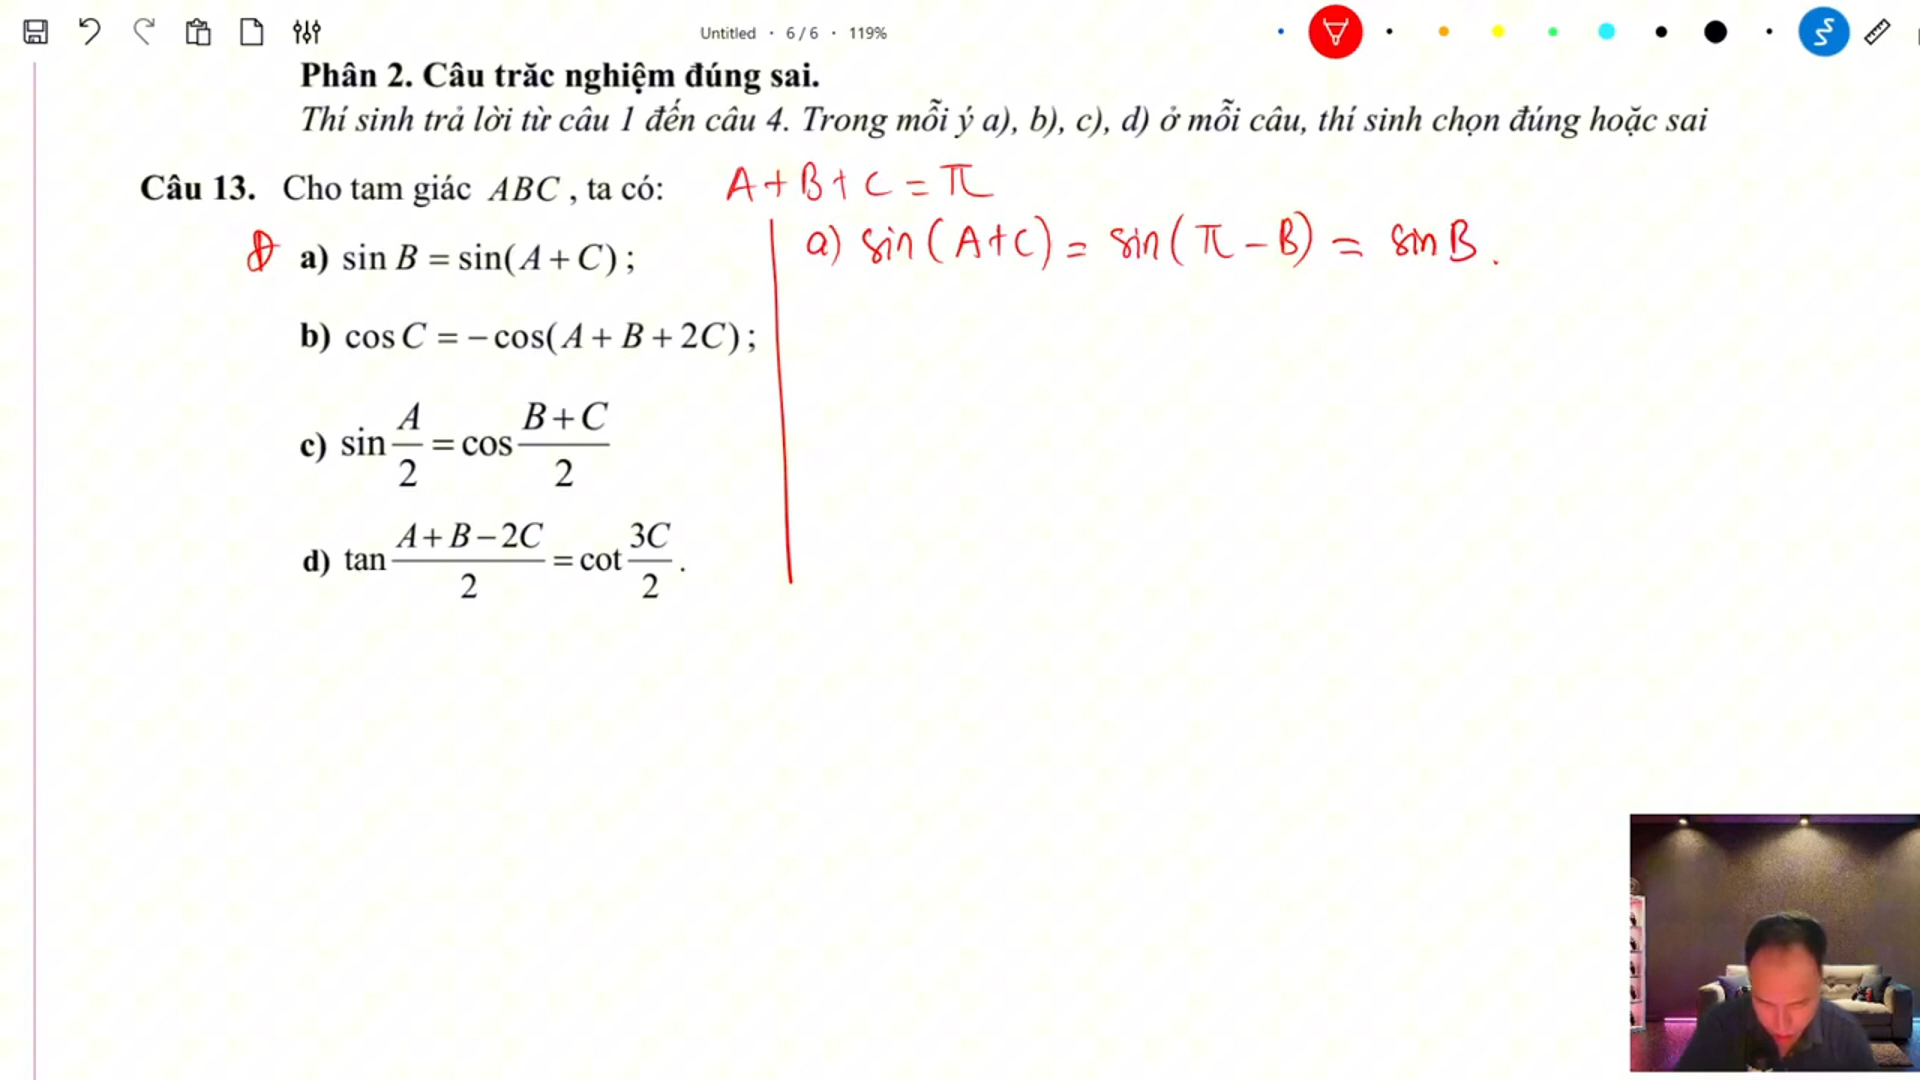 Untitled • 6 / 6 • 119%
Phần 2. Câu trăc nghiệm đúng sai.
Thí sinh trả lời từ câu 1 đến câu 4. Trong mỗi ý a), b), c), d) ở mỗi câu, thí sinh chọn đúng hoặc sai
Câu 13. Cho tam giác ABC , ta có: A + B + C = π
Đ a) sin B = sin(A + C) ;
a) sin(A+C) = sin(π − B) = sin B .
b) cos C = − cos(A + B + 2C) ;
c) sin A/2 = cos (B + C)/2
d) tan (A + B − 2C)/2 = cot 3C/2 .